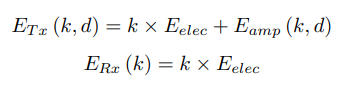 E_{Tx} (k, d) = k × E_{elec} + E_{amp} (k, d)
E_{Rx} (k) = k × E_{elec}